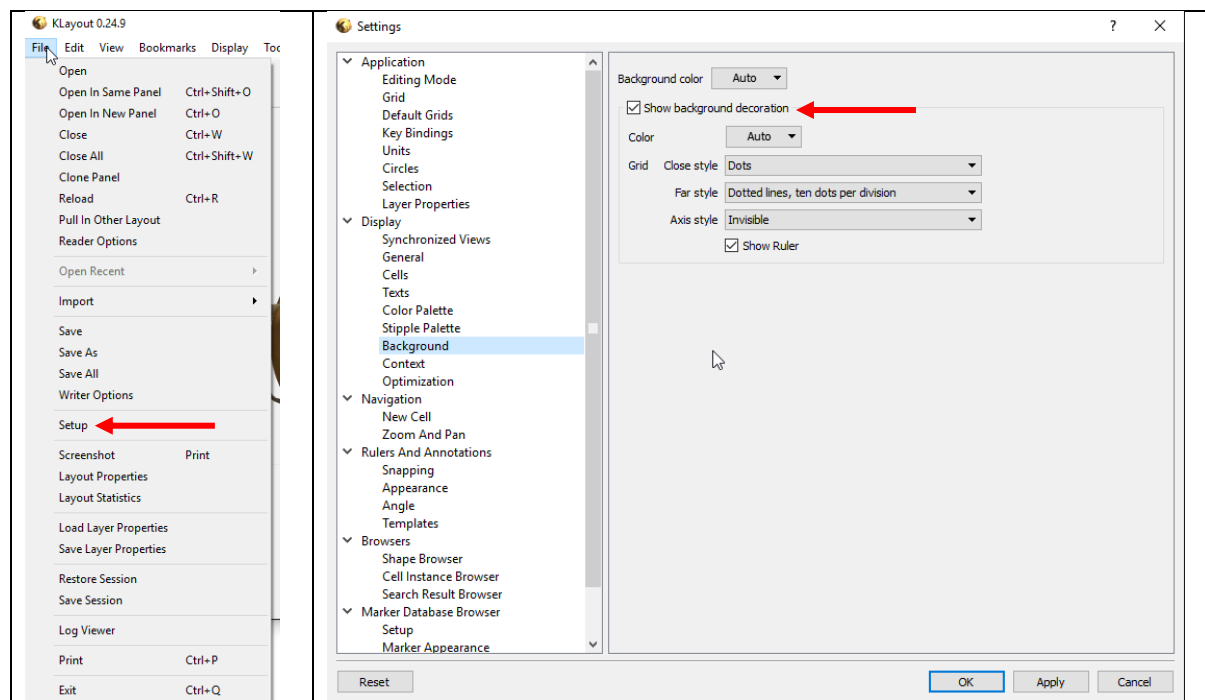 KLayout 0.24.9
File Edit View Bookmarks Display Too
Open
Open In Same Panel Ctrl+Shift+O
Open In New Panel Ctrl+O
Close Ctrl+W
Close All Ctrl+Shift+W
Clone Panel
Reload Ctrl+R
Pull In Other Layout
Reader Options
Open Recent
Import
Save
Save As
Save All
Writer Options
Setup
Screenshot Print
Layout Properties
Layout Statistics
Load Layer Properties
Save Layer Properties
Restore Session
Save Session
Log Viewer
Print Ctrl+P
Exit Ctrl+Q
Settings ?
Application
Editing Mode
Grid
Default Grids
Key Bindings
Units
Circles
Selection
Layer Properties
Display
Synchronized Views
General
Cells
Texts
Color Palette
Stipple Palette
Background
Context
Optimization
Navigation
New Cell
Zoom And Pan
Rulers And Annotations
Snapping
Appearance
Angle
Templates
Browsers
Shape Browser
Cell Instance Browser
Search Result Browser
Marker Database Browser
Setup
Marker Appearance
Background color Auto
Show background decoration
Color Auto
Grid Close style Dots
Far style Dotted lines, ten dots per division
Axis style Invisible
Show Ruler
Reset OK Apply Cancel